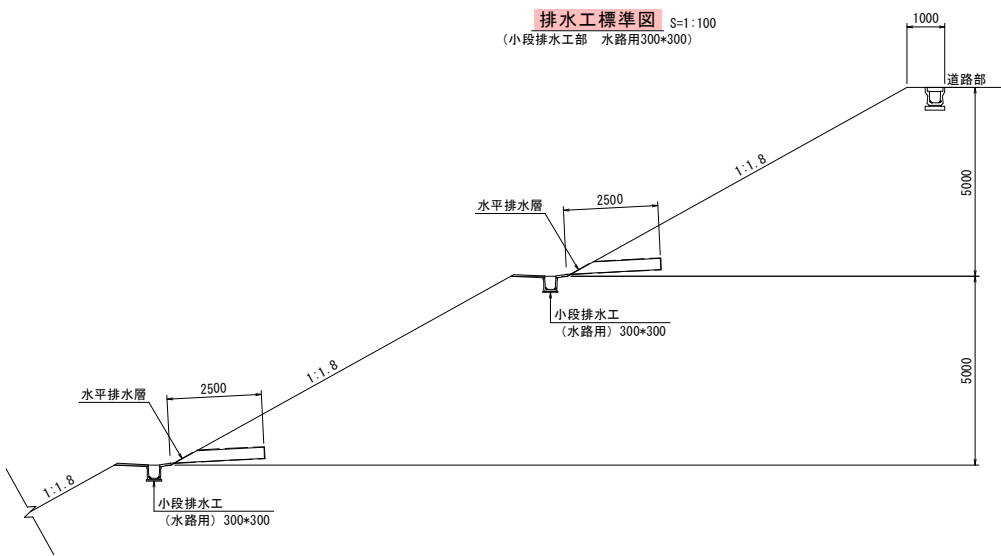 排水工標準図 S=1:100
(小段排水工部 水路用300*300)
1000
道路部
1:1.8
5000
水平排水層
2500
小段排水工
(水路用) 300*300
1:1.8
5000
水平排水層
2500
1:1.8
小段排水工
(水路用) 300*300